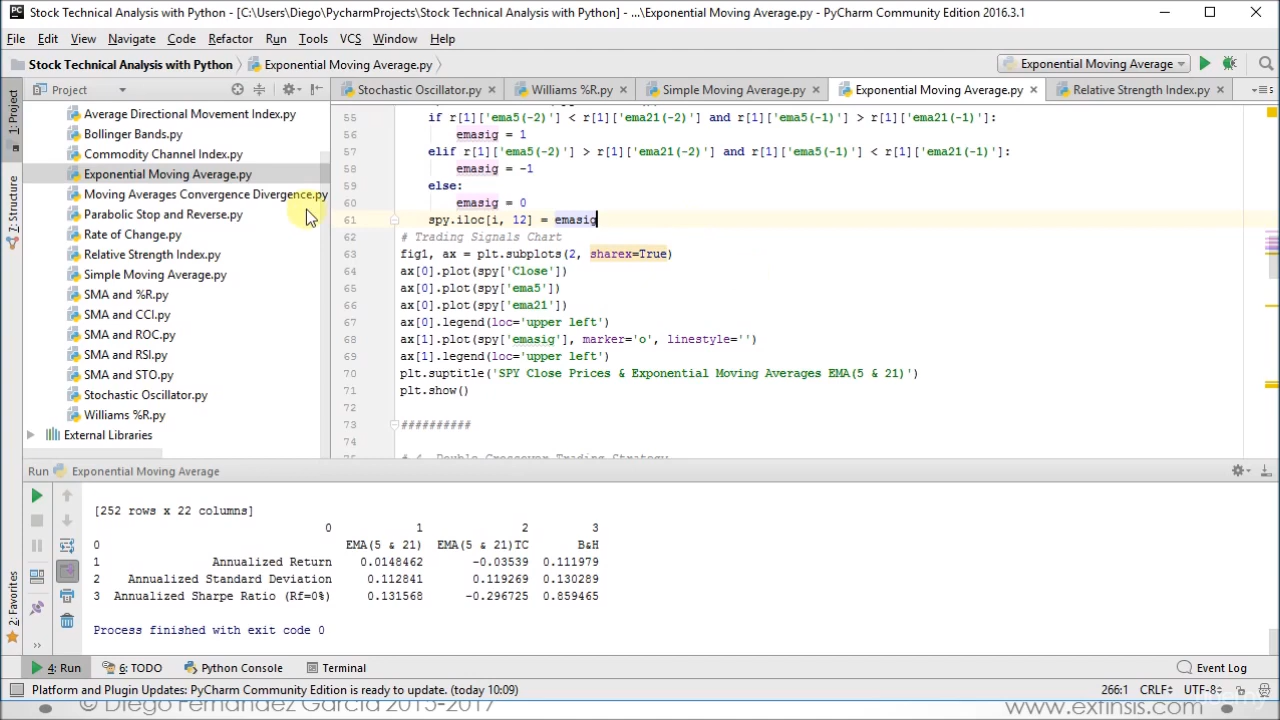 Stock Technical Analysis with Python - [C:\Users\Diego\PycharmProjects\Stock Technical Analysis with Python] - ...\Exponential Moving Average.py - PyCharm Community Edition 2016.3.1
File Edit View Navigate Code Refactor Run Tools VCS Window Help
Stock Technical Analysis with Python Exponential Moving Average.py Exponential Moving Average
Project Stochastic Oscillator.py Williams %R.py Simple Moving Average.py Exponential Moving Average.py Relative Strength Index.py
1: Project
7: Structure
2: Favorites
Average Directional Movement Index.py
Bollinger Bands.py
Commodity Channel Index.py
Exponential Moving Average.py
Moving Averages Convergence Divergence.py
Parabolic Stop and Reverse.py
Rate of Change.py
Relative Strength Index.py
Simple Moving Average.py
SMA and %R.py
SMA and CCI.py
SMA and ROC.py
SMA and RSI.py
SMA and STO.py
Stochastic Oscillator.py
Williams %R.py
External Libraries
55 if r[1]['ema5(-2)'] < r[1]['ema21(-2)'] and r[1]['ema5(-1)'] > r[1]['ema21(-1)']:
56 emasig = 1
57 elif r[1]['ema5(-2)'] > r[1]['ema21(-2)'] and r[1]['ema5(-1)'] < r[1]['ema21(-1)']:
58 emasig = -1
59 else:
60 emasig = 0
61 spy.iloc[i, 12] = emasig
62 # Trading Signals Chart
63 fig1, ax = plt.subplots(2, sharex=True)
64 ax[0].plot(spy['Close'])
65 ax[0].plot(spy['ema5'])
66 ax[0].plot(spy['ema21'])
67 ax[0].legend(loc='upper left')
68 ax[1].plot(spy['emasig'], marker='o', linestyle='')
69 ax[1].legend(loc='upper left')
70 plt.suptitle('SPY Close Prices & Exponential Moving Averages EMA(5 & 21)')
71 plt.show()
72
73 ##########
74
Double Crossover Trading Strategy
Run Exponential Moving Average
[252 rows x 22 columns]
0 1 2 3
0 EMA(5 & 21) EMA(5 & 21)TC B&H
1 Annualized Return 0.0148462 -0.03539 0.111979
2 Annualized Standard Deviation 0.112841 0.119269 0.130289
3 Annualized Sharpe Ratio (Rf=0%) 0.131568 -0.296725 0.859465
Process finished with exit code 0
4: Run 6: TODO Python Console Terminal Event Log
Platform and Plugin Updates: PyCharm Community Edition is ready to update. (today 10:09) 266:1 CRLF UTF-8
© Diego Fernandez Garcia 2015-2017 www.exfinsis.com